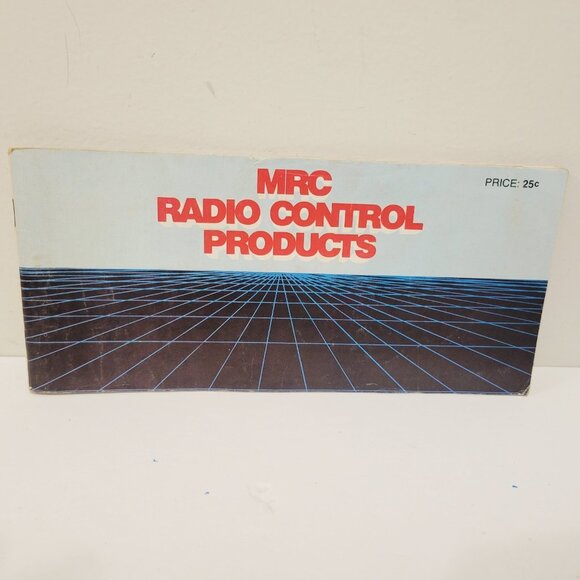 MRC
RADIO CONTROL
PRODUCTS
PRICE: 25¢